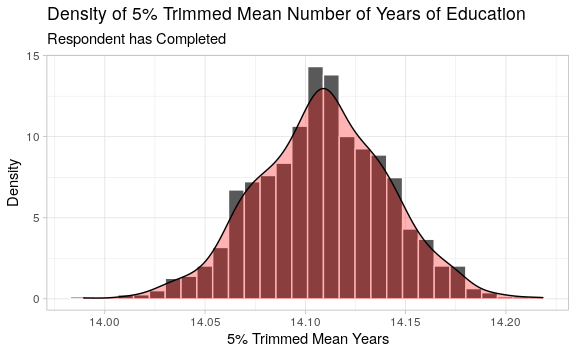 Density of 5% Trimmed Mean Number of Years of Education
Respondent has Completed
15
10
5
0
Density
14.00 14.05 14.10 14.15 14.20
5% Trimmed Mean Years